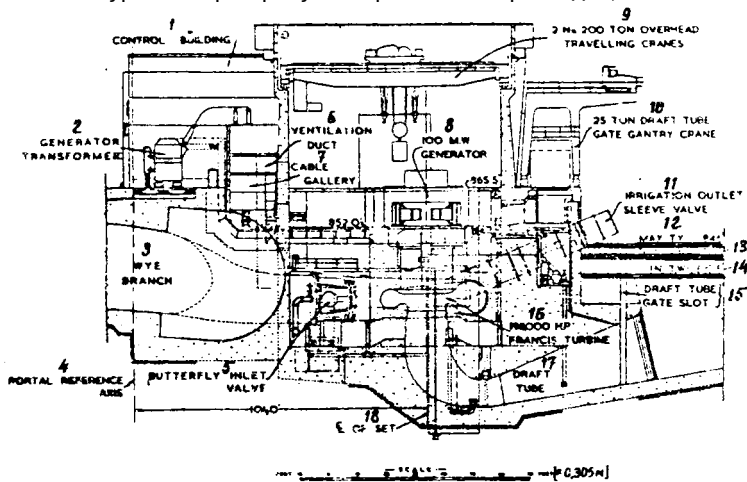 1
CONTROL BUILDING
2
GENERATOR
TRANSFORMER
3
WYE
BRANCH
4
PORTAL REFERENCE
AXIS
5
BUTTERFLY INLET
VALVE
6
VENTILATION
DUCT
7
CABLE
GALLERY
8
100 M.W
GENERATOR
9
2 No 200 TON OVERHEAD
TRAVELLING CRANES
10
25 TON DRAFT TUBE
GATE GANTRY CRANE
11
IRRIGATION OUTLET
SLEEVE VALVE
12
13
14
DRAFT TUBE
GATE SLOT
15
16
FRANCIS TURBINE
17
DRAFT
TUBE
18
OF SET
965.5
952.0
SCALE
0,305 M]